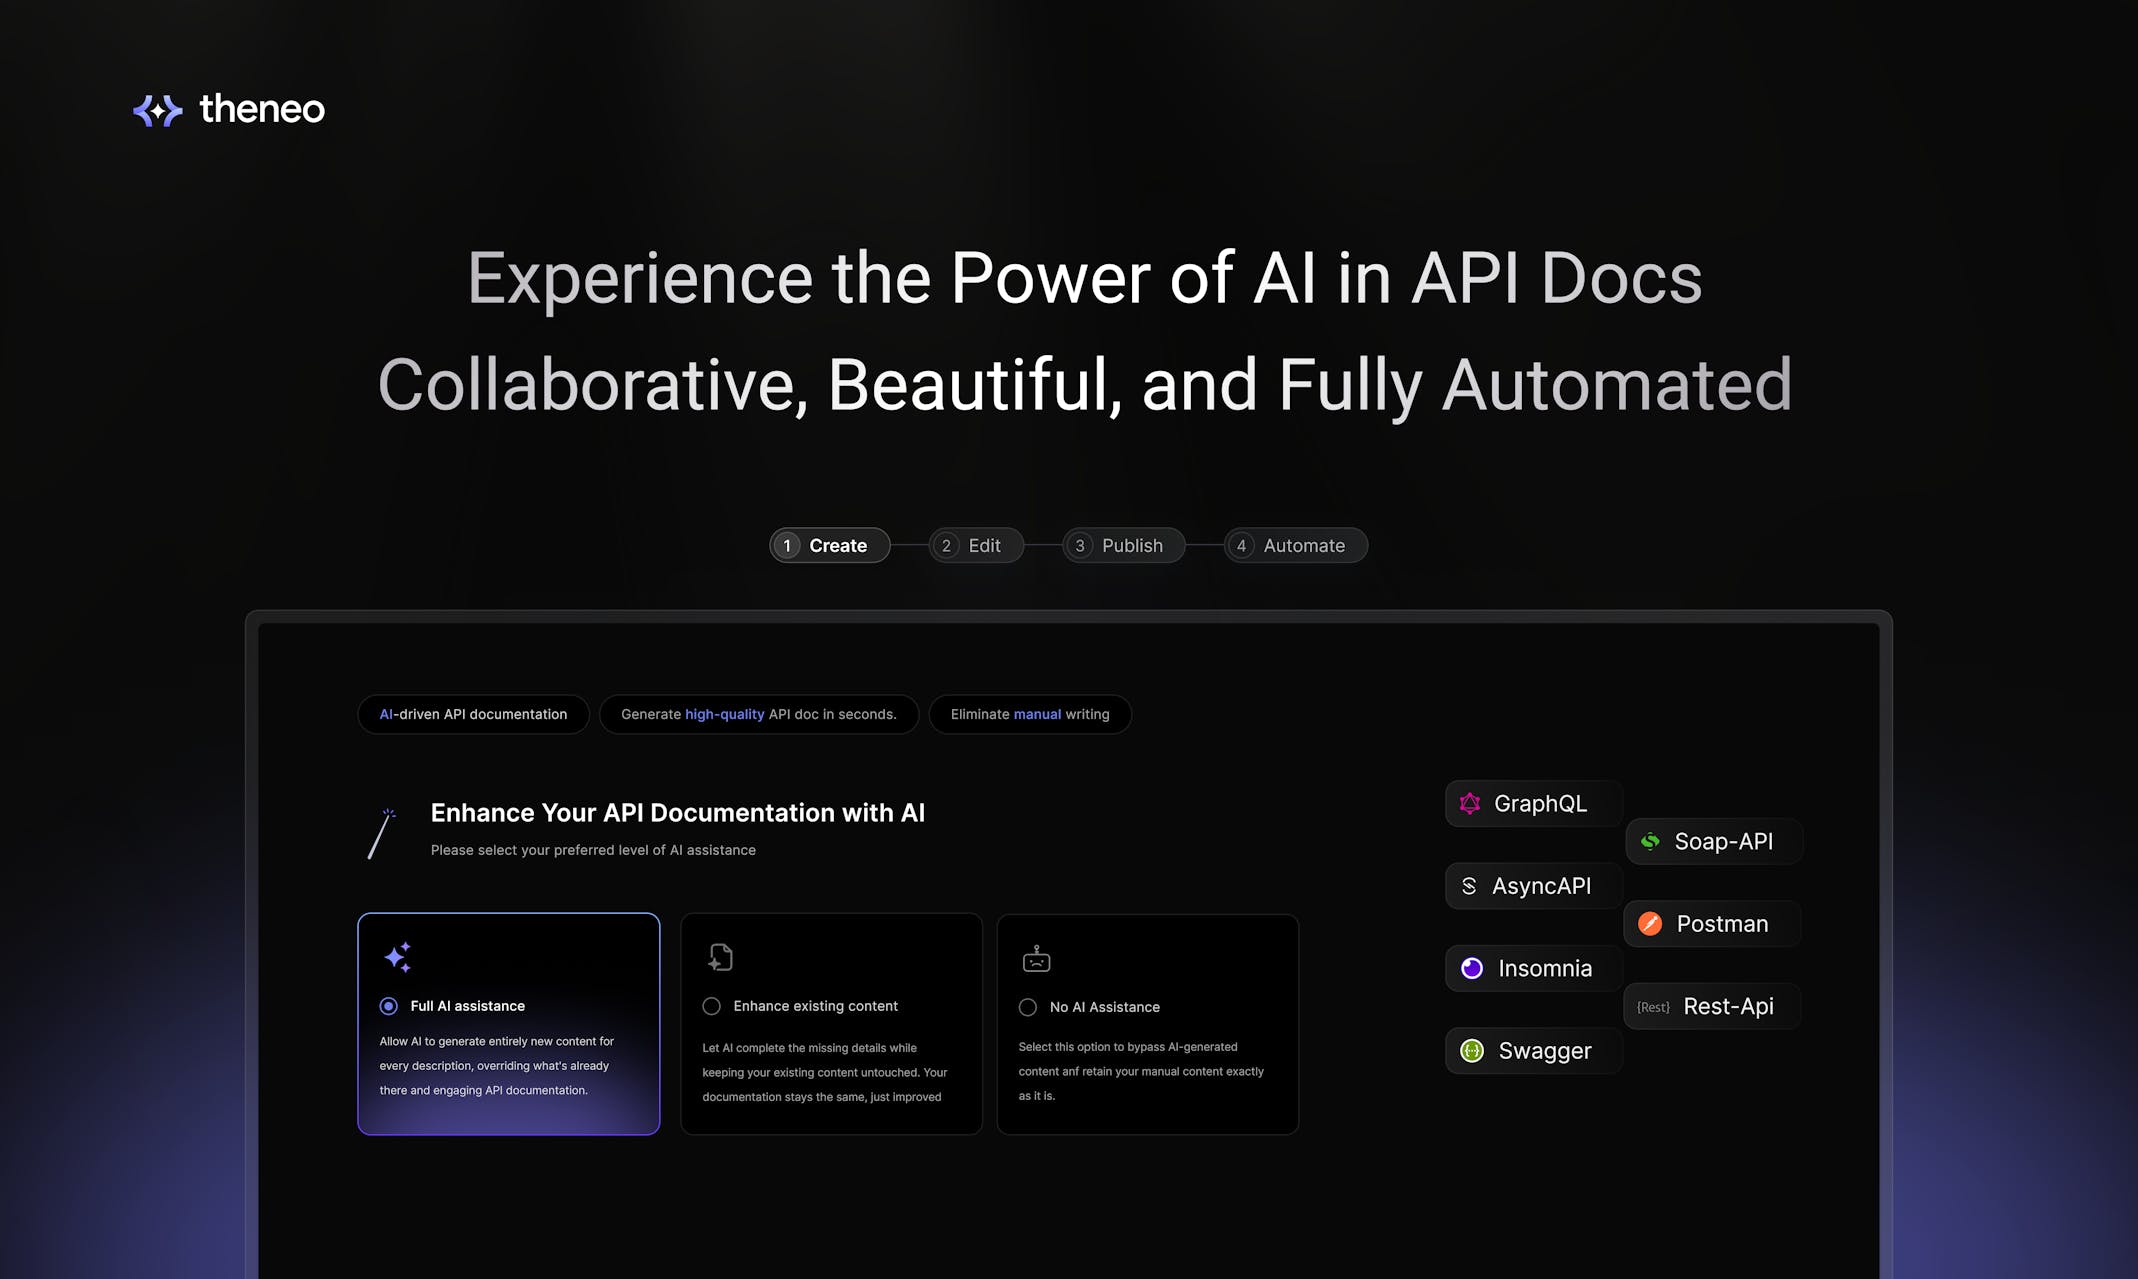 theneo
Experience the Power of AI in API Docs
Collaborative, Beautiful, and Fully Automated
1 Create
2 Edit
3 Publish
4 Automate
AI-driven API documentation
Generate high-quality API doc in seconds.
Eliminate manual writing
Enhance Your API Documentation with AI
Please select your preferred level of AI assistance
Full AI assistance
Allow AI to generate entirely new content for
every description, overriding what's already
there and engaging API documentation.
Enhance existing content
Let AI complete the missing details while
keeping your existing content untouched. Your
documentation stays the same, just improved
No AI Assistance
Select this option to bypass AI-generated
content anf retain your manual content exactly
as it is.
GraphQL
Soap-API
AsyncAPI
Postman
Insomnia
{Rest} Rest-Api
Swagger